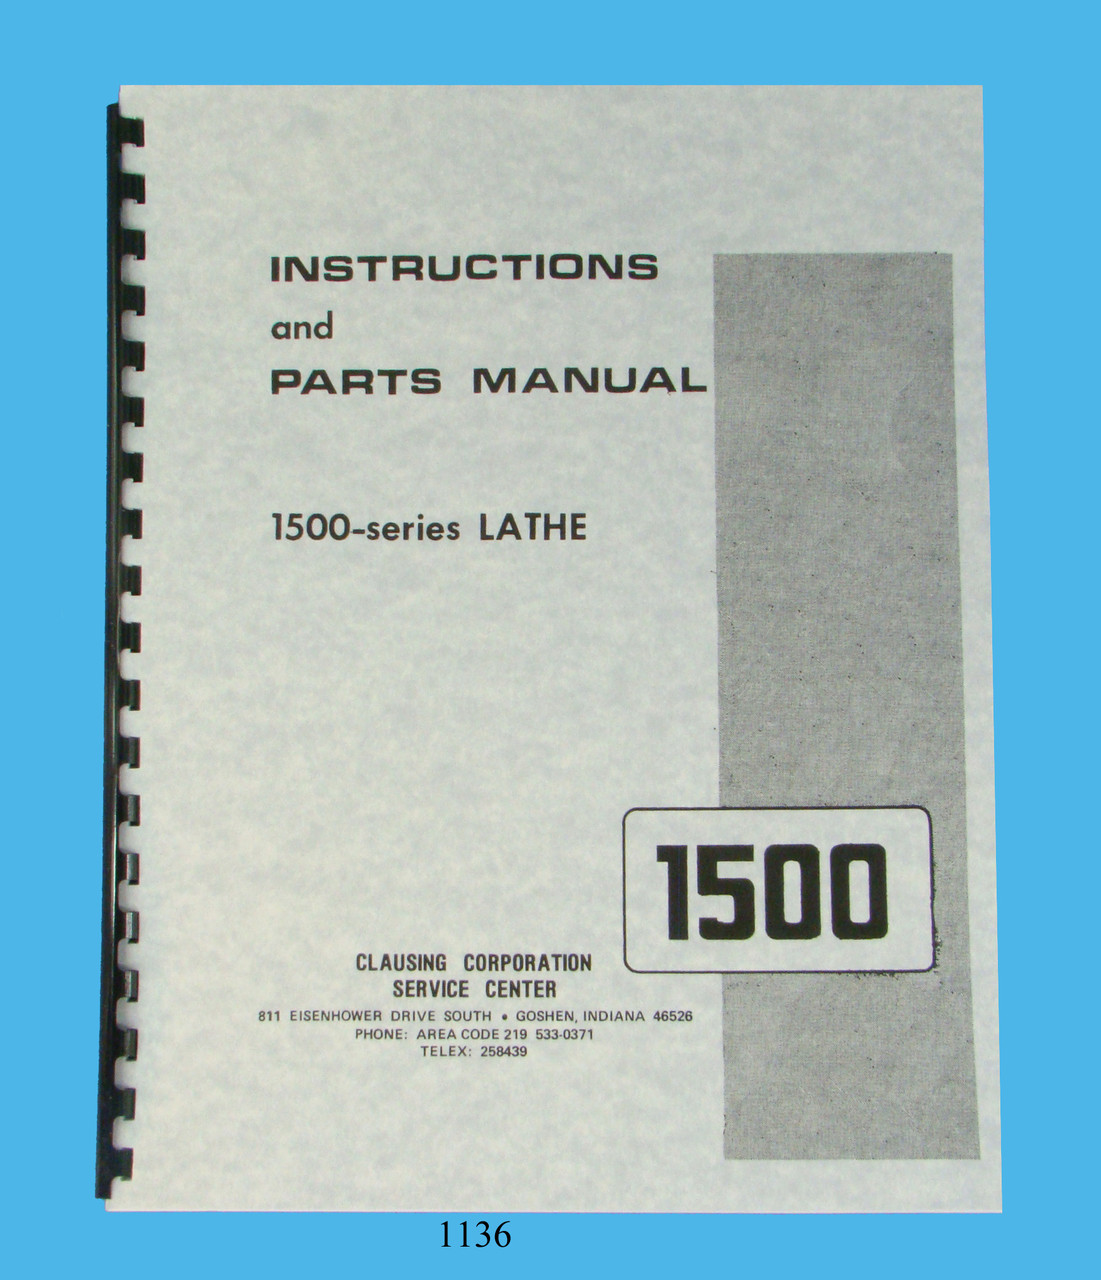 INSTRUCTIONS
and
PARTS MANUAL
1500-series LATHE
1500
CLAUSING CORPORATION
SERVICE CENTER
811 EISENHOWER DRIVE SOUTH • GOSHEN, INDIANA 46526
PHONE: AREA CODE 219 533-0371
TELEX: 258439
1136